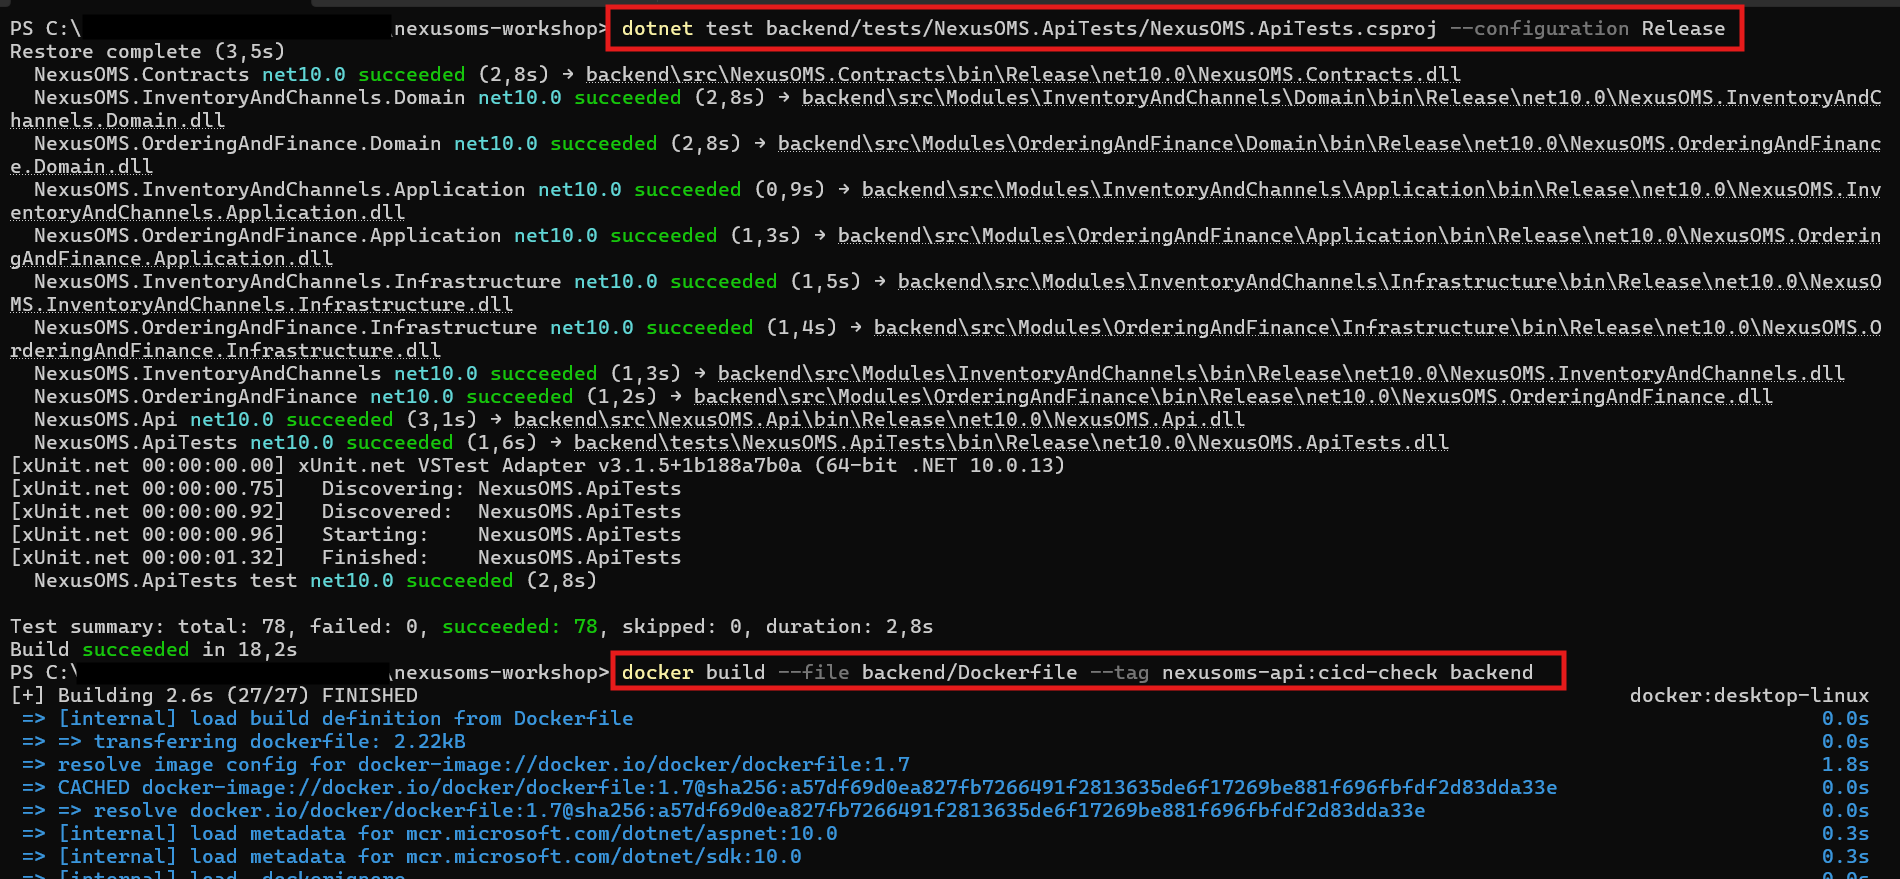 PS C:\ \nexusoms-workshop> dotnet test backend/tests/NexusOMS.ApiTests/NexusOMS.ApiTests.csproj --configuration Release
Restore complete (3,5s)
  NexusOMS.Contracts net10.0 succeeded (2,8s) → backend\src\NexusOMS.Contracts\bin\Release\net10.0\NexusOMS.Contracts.dll
  NexusOMS.InventoryAndChannels.Domain net10.0 succeeded (2,8s) → backend\src\Modules\InventoryAndChannels\Domain\bin\Release\net10.0\NexusOMS.InventoryAndC
hannels.Domain.dll
  NexusOMS.OrderingAndFinance.Domain net10.0 succeeded (2,8s) → backend\src\Modules\OrderingAndFinance\Domain\bin\Release\net10.0\NexusOMS.OrderingAndFinanc
e.Domain.dll
  NexusOMS.InventoryAndChannels.Application net10.0 succeeded (0,9s) → backend\src\Modules\InventoryAndChannels\Application\bin\Release\net10.0\NexusOMS.Inv
entoryAndChannels.Application.dll
  NexusOMS.OrderingAndFinance.Application net10.0 succeeded (1,3s) → backend\src\Modules\OrderingAndFinance\Application\bin\Release\net10.0\NexusOMS.Orderin
gAndFinance.Application.dll
  NexusOMS.InventoryAndChannels.Infrastructure net10.0 succeeded (1,5s) → backend\src\Modules\InventoryAndChannels\Infrastructure\bin\Release\net10.0\NexusO
MS.InventoryAndChannels.Infrastructure.dll
  NexusOMS.OrderingAndFinance.Infrastructure net10.0 succeeded (1,4s) → backend\src\Modules\OrderingAndFinance\Infrastructure\bin\Release\net10.0\NexusOMS.O
rderingAndFinance.Infrastructure.dll
  NexusOMS.InventoryAndChannels net10.0 succeeded (1,3s) → backend\src\Modules\InventoryAndChannels\bin\Release\net10.0\NexusOMS.InventoryAndChannels.dll
  NexusOMS.OrderingAndFinance net10.0 succeeded (1,2s) → backend\src\Modules\OrderingAndFinance\bin\Release\net10.0\NexusOMS.OrderingAndFinance.dll
  NexusOMS.Api net10.0 succeeded (3,1s) → backend\src\NexusOMS.Api\bin\Release\net10.0\NexusOMS.Api.dll
  NexusOMS.ApiTests net10.0 succeeded (1,6s) → backend\tests\NexusOMS.ApiTests\bin\Release\net10.0\NexusOMS.ApiTests.dll
[xUnit.net 00:00:00.00] xUnit.net VSTest Adapter v3.1.5+1b188a7b0a (64-bit .NET 10.0.13)
[xUnit.net 00:00:00.75]   Discovering: NexusOMS.ApiTests
[xUnit.net 00:00:00.92]   Discovered:  NexusOMS.ApiTests
[xUnit.net 00:00:00.96]   Starting:    NexusOMS.ApiTests
[xUnit.net 00:00:01.32]   Finished:    NexusOMS.ApiTests
  NexusOMS.ApiTests test net10.0 succeeded (2,8s)
Test summary: total: 78, failed: 0, succeeded: 78, skipped: 0, duration: 2,8s
Build succeeded in 18,2s
PS C:\ \nexusoms-workshop> docker build --file backend/Dockerfile --tag nexusoms-api:cicd-check backend
[+] Building 2.6s (27/27) FINISHED docker:desktop-linux
 => [internal] load build definition from Dockerfile 0.0s
 => => transferring dockerfile: 2.22kB 0.0s
 => resolve image config for docker-image://docker.io/docker/dockerfile:1.7 1.8s
 => CACHED docker-image://docker.io/docker/dockerfile:1.7@sha256:a57df69d0ea827fb7266491f2813635de6f17269be881f696fbfdf2d83dda33e 0.0s
 => => resolve docker.io/docker/dockerfile:1.7@sha256:a57df69d0ea827fb7266491f2813635de6f17269be881f696fbfdf2d83dda33e 0.0s
 => [internal] load metadata for mcr.microsoft.com/dotnet/aspnet:10.0 0.3s
 => [internal] load metadata for mcr.microsoft.com/dotnet/sdk:10.0 0.3s
 => [internal] load .dockerignore 0.0s